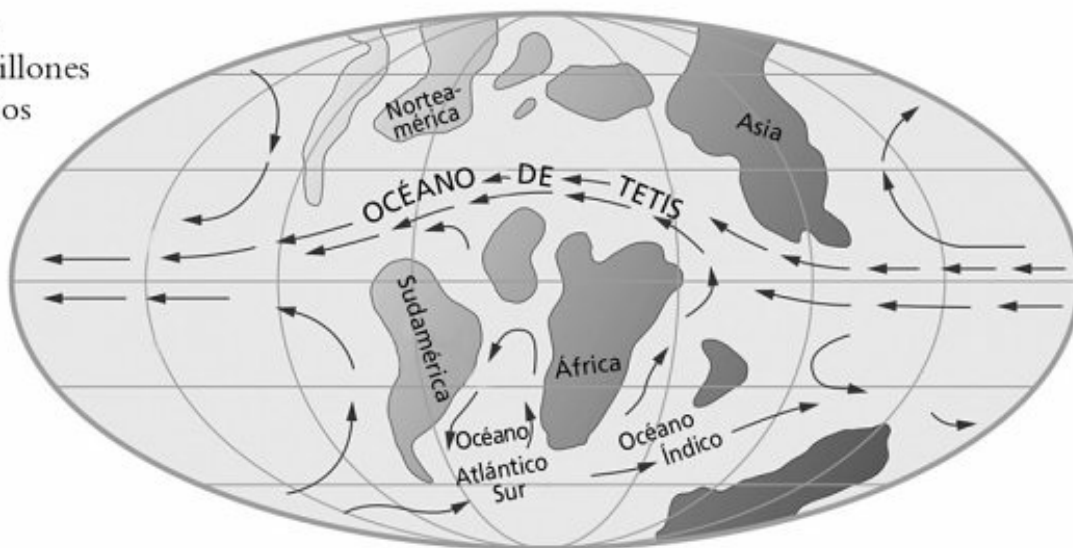 illones
os
Nortea-
mérica
Asia
OCÉANO DE TETIS
Sudamérica
África
Océano
Atlántico
Sur
Océano
Índico